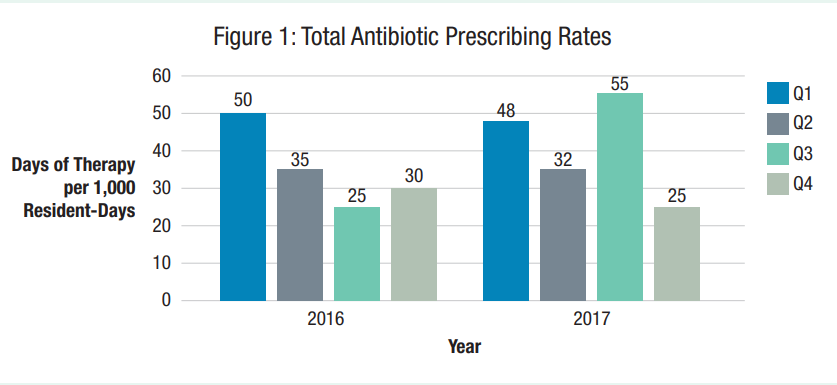 Figure 1: Total Antibiotic Prescribing Rates
60
50
40
30
20
10
0
Days of Therapy
per 1,000
Resident-Days
50
35
25
30
48
32
55
25
2016
2017
Year
Q1
Q2
Q3
Q4